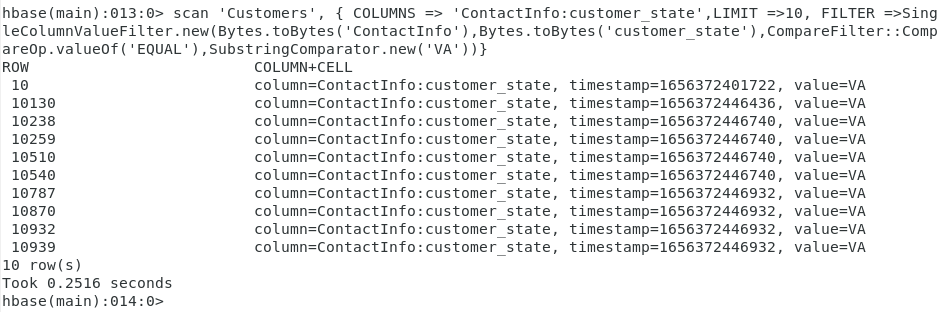 hbase(main):013:0> scan 'Customers', { COLUMNS => 'ContactInfo:customer_state',LIMIT =>10, FILTER =>Sing
leColumnValueFilter.new(Bytes.toBytes('ContactInfo'),Bytes.toBytes('customer_state'),CompareFilter::Comp
areOp.valueOf('EQUAL'),SubstringComparator.new('VA'))}
ROW                         COLUMN+CELL
 10                         column=ContactInfo:customer_state, timestamp=1656372401722, value=VA
 10130                      column=ContactInfo:customer_state, timestamp=1656372446436, value=VA
 10238                      column=ContactInfo:customer_state, timestamp=1656372446740, value=VA
 10259                      column=ContactInfo:customer_state, timestamp=1656372446740, value=VA
 10510                      column=ContactInfo:customer_state, timestamp=1656372446740, value=VA
 10540                      column=ContactInfo:customer_state, timestamp=1656372446740, value=VA
 10787                      column=ContactInfo:customer_state, timestamp=1656372446932, value=VA
 10870                      column=ContactInfo:customer_state, timestamp=1656372446932, value=VA
 10932                      column=ContactInfo:customer_state, timestamp=1656372446932, value=VA
 10939                      column=ContactInfo:customer_state, timestamp=1656372446932, value=VA
10 row(s)
Took 0.2516 seconds
hbase(main):014:0>